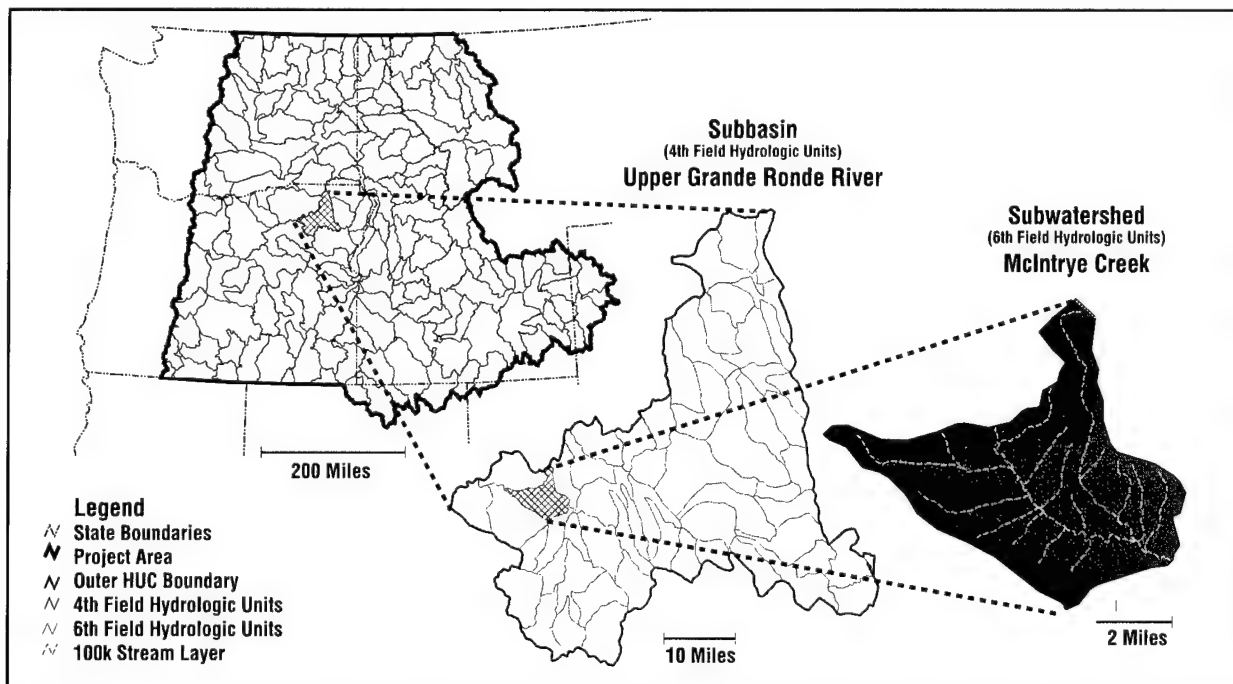 Subbasin
(4th Field Hydrologic Units)
Upper Grande Ronde River
Subwatershed
(6th Field Hydrologic Units)
McIntrye Creek
200 Miles
Legend
State Boundaries
Project Area
Outer HUC Boundary
4th Field Hydrologic Units
6th Field Hydrologic Units
100k Stream Layer
10 Miles
2 Miles